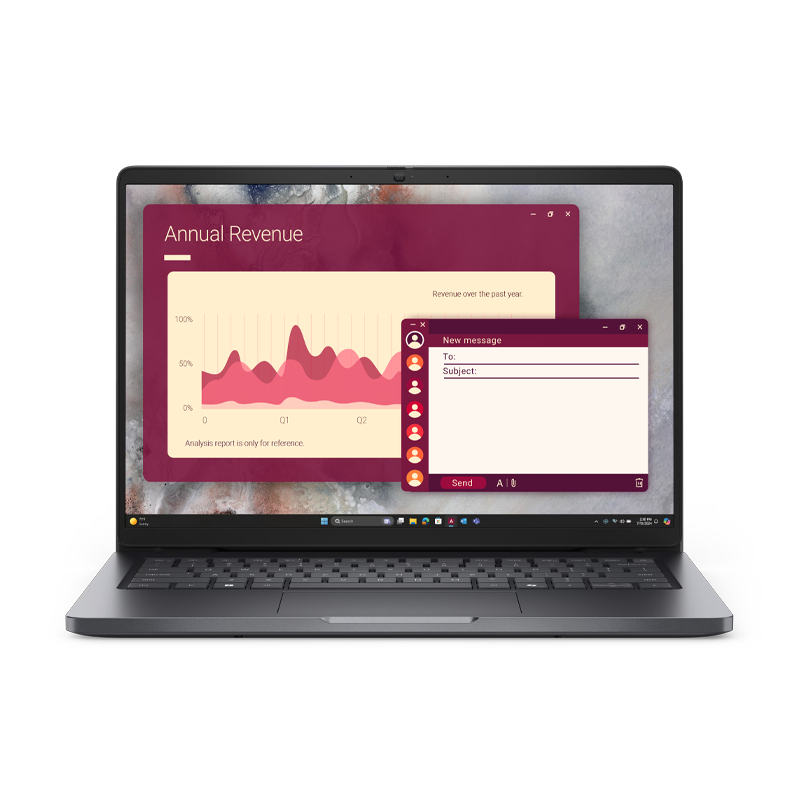 Annual Revenue
Revenue over the past year.
100%
50%
0%
0 Q1 Q2
Analysis report is only for reference.
New message
To:
Subject:
Send
A
Search